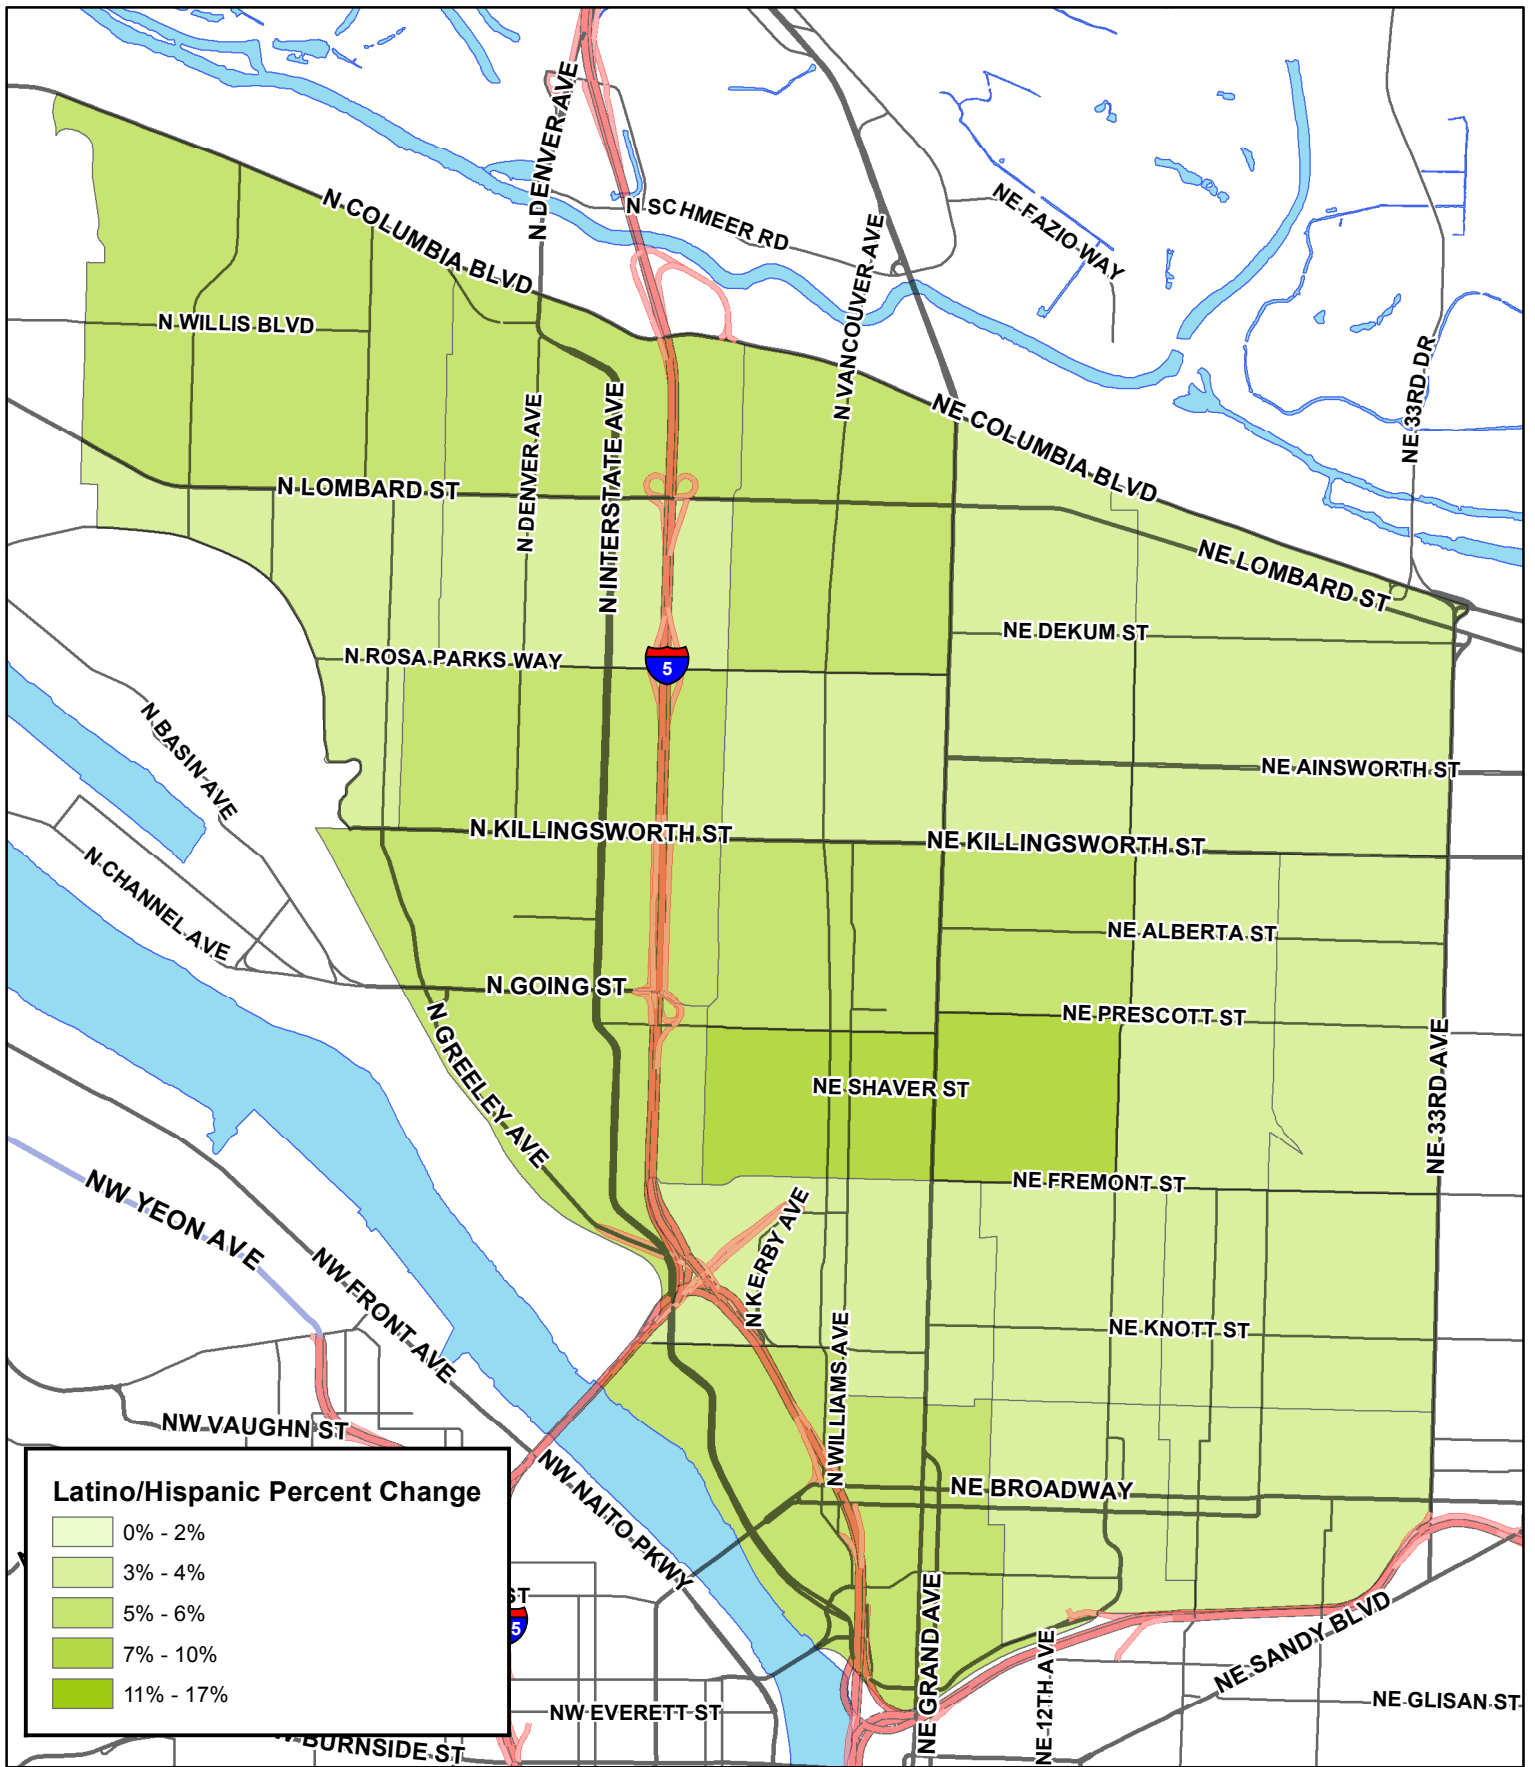 N DENVER AVE
N SCHMEER RD
NE FAZIO WAY
N COLUMBIA BLVD
N VANCOUVER AVE
N WILLIS BLVD
NE 33RD DR
NE COLUMBIA BLVD
N DENVER AVE
N INTERSTATE AVE
N LOMBARD ST
NE LOMBARD ST
NE DEKUM ST
N ROSA PARKS WAY
5
N BASIN AVE
NE AINSWORTH ST
N KILLINGSWORTH ST
NE KILLINGSWORTH ST
N CHANNEL AVE
NE ALBERTA ST
N GOING ST
NE PRESCOTT ST
N GREELEY AVE
NE SHAVER ST
NE 33RD AVE
NW YEON AVE
NE FREMONT ST
N KERBY AVE
NW FRONT AVE
NE KNOTT ST
N WILLIAMS AVE
NW VAUGHN ST
NE BROADWAY
NW NAITO PKWY
Latino/Hispanic Percent Change
0% - 2%
3% - 4%
5% - 6%
7% - 10%
11% - 17%
ST
5
NE GRAND AVE
NE 12TH AVE
NE SANDY BLVD
NE GLISAN ST
NW EVERETT ST
BURNSIDE ST